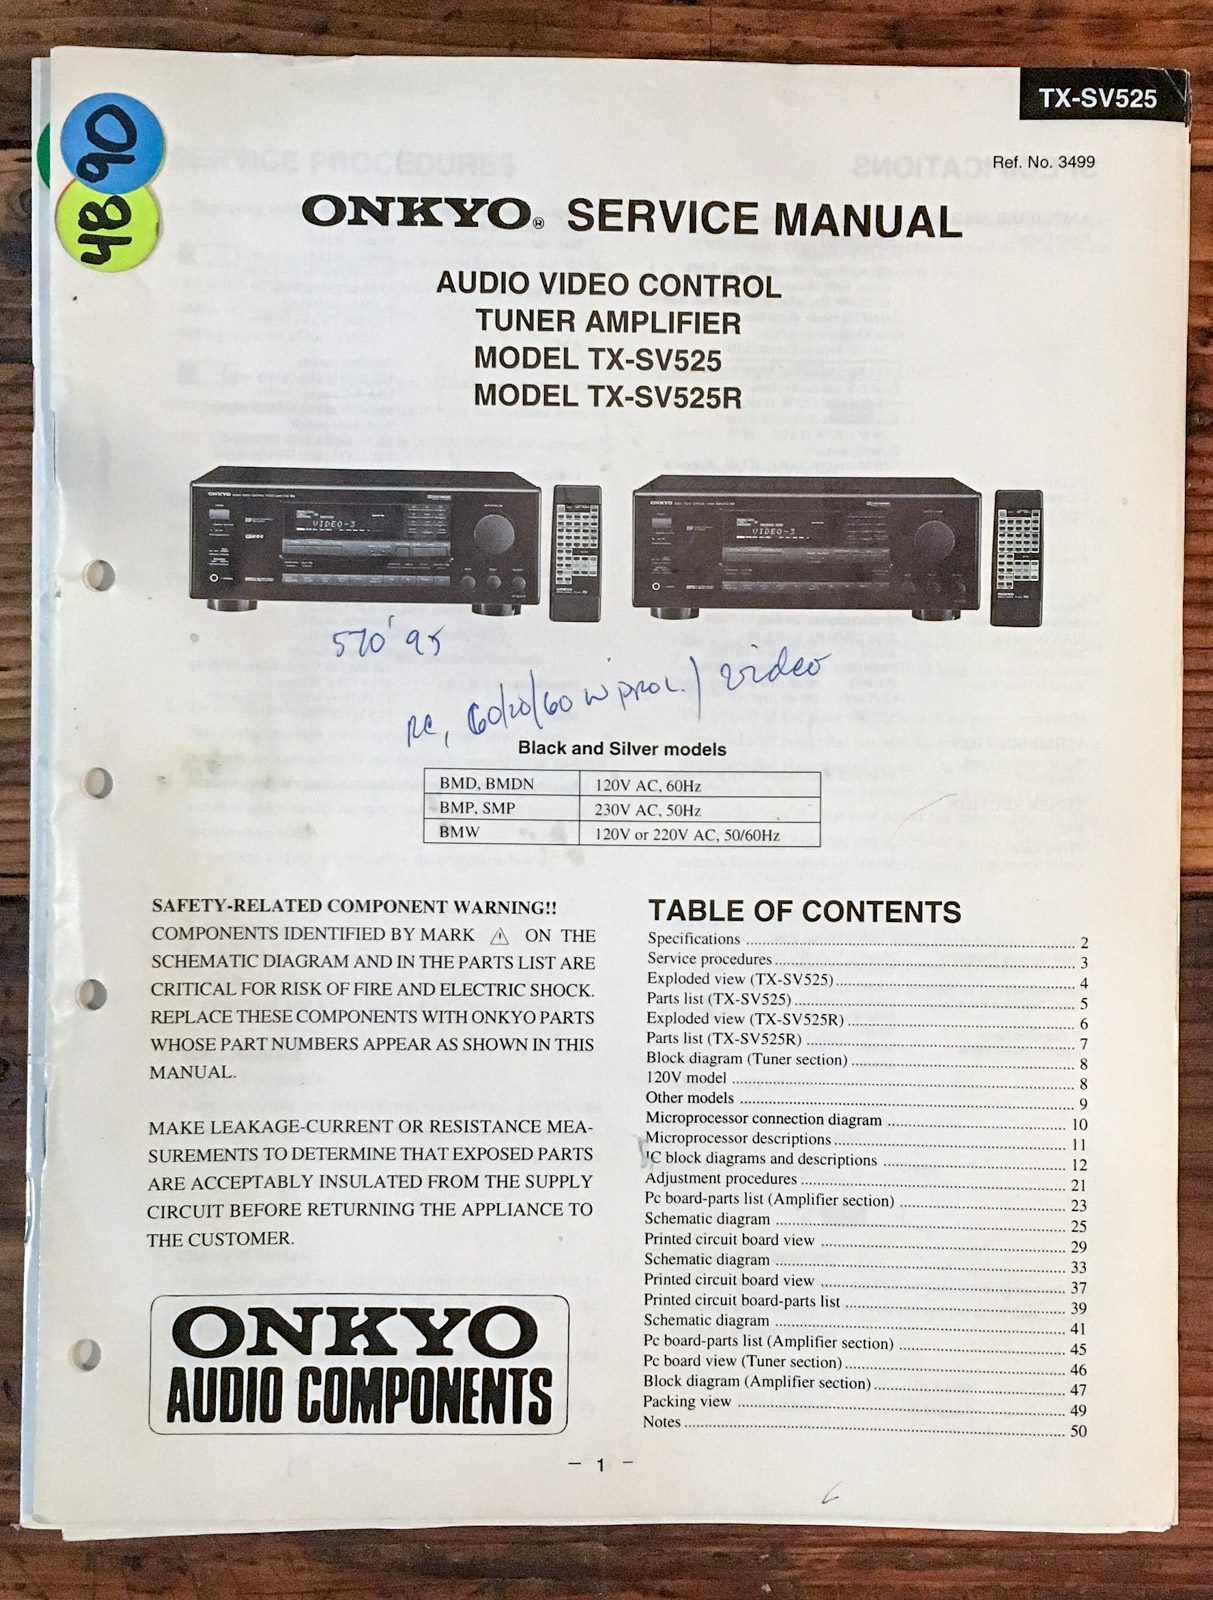 TX-SV525
90
48
Ref. No. 3499
ONKYO® SERVICE MANUAL
AUDIO VIDEO CONTROL
TUNER AMPLIFIER
MODEL TX-SV525
MODEL TX-SV525R
ONKYO
VIDEO-3
ONKYO
VIDEO-3
ONKYO
ONKYO
570' 95
RC, 60/20/60 W PROL. / video
Black and Silver models
BMD, BMDN 120V AC, 60Hz
BMP, SMP 230V AC, 50Hz
BMW 120V or 220V AC, 50/60Hz
SAFETY-RELATED COMPONENT WARNING!!
COMPONENTS IDENTIFIED BY MARK ⚠ ON THE
SCHEMATIC DIAGRAM AND IN THE PARTS LIST ARE
CRITICAL FOR RISK OF FIRE AND ELECTRIC SHOCK.
REPLACE THESE COMPONENTS WITH ONKYO PARTS
WHOSE PART NUMBERS APPEAR AS SHOWN IN THIS
MANUAL.
MAKE LEAKAGE-CURRENT OR RESISTANCE MEA-
SUREMENTS TO DETERMINE THAT EXPOSED PARTS
ARE ACCEPTABLY INSULATED FROM THE SUPPLY
CIRCUIT BEFORE RETURNING THE APPLIANCE TO
THE CUSTOMER.
ONKYO
AUDIO COMPONENTS
TABLE OF CONTENTS
Specifications ........ 2
Service procedures ........ 3
Exploded view (TX-SV525) ........ 4
Parts list (TX-SV525) ........ 5
Exploded view (TX-SV525R) ........ 6
Parts list (TX-SV525R) ........ 7
Block diagram (Tuner section) ........ 8
120V model ........ 8
Other models ........ 9
Microprocessor connection diagram ........ 10
Microprocessor descriptions ........ 11
IC block diagrams and descriptions ........ 12
Adjustment procedures ........ 21
Pc board-parts list (Amplifier section) ........ 23
Schematic diagram ........ 25
Printed circuit board view ........ 29
Schematic diagram ........ 33
Printed circuit board view ........ 37
Printed circuit board-parts list ........ 39
Schematic diagram ........ 41
Pc board-parts list (Amplifier section) ........ 45
Pc board view (Tuner section) ........ 46
Block diagram (Amplifier section) ........ 47
Packing view ........ 49
Notes ........ 50
– 1 –